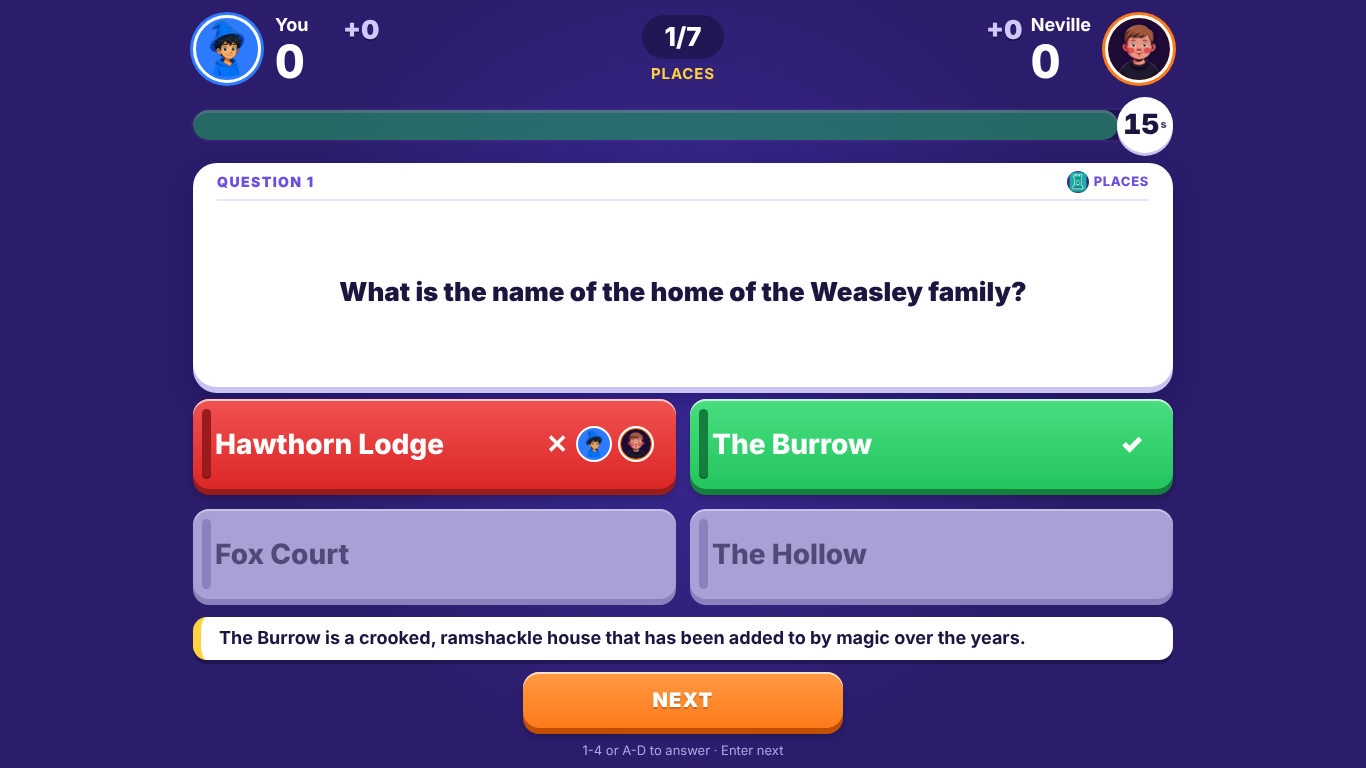 You
0
+0
1/7
PLACES
+0
Neville
0
15s
QUESTION 1
PLACES
What is the name of the home of the Weasley family?
Hawthorn Lodge
The Burrow
Fox Court
The Hollow
The Burrow is a crooked, ramshackle house that has been added to by magic over the years.
NEXT
1-4 or A-D to answer · Enter next